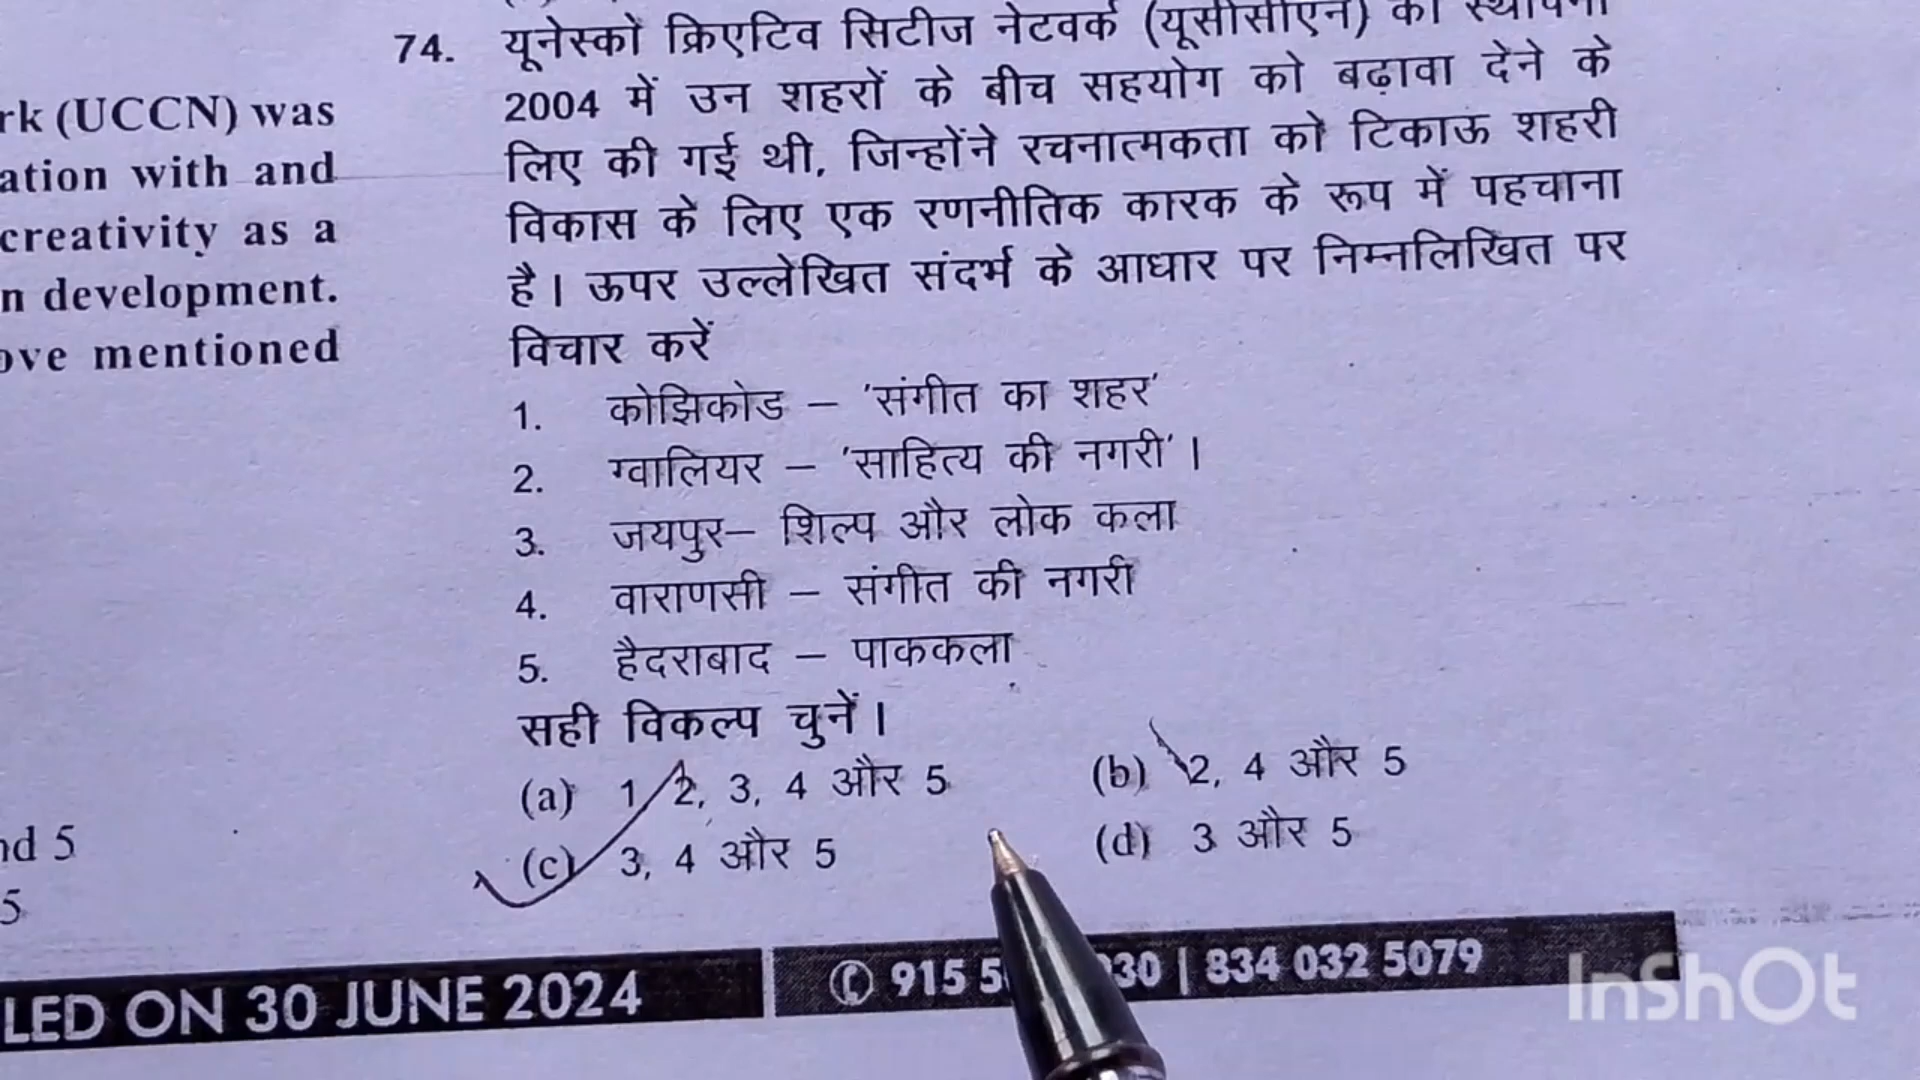 74. यूनेस्को क्रिएटिव सिटीज नेटवर्क (यूसीसीएन) की स्थापना
2004 में उन शहरों के बीच सहयोग को बढ़ावा देने के
लिए की गई थी, जिन्होंने रचनात्मकता को टिकाऊ शहरी
विकास के लिए एक रणनीतिक कारक के रूप में पहचाना
है। ऊपर उल्लेखित संदर्भ के आधार पर निम्नलिखित पर
विचार करें
1. कोझिकोड – 'संगीत का शहर'
2. ग्वालियर – 'साहित्य की नगरी'।
3. जयपुर– शिल्प और लोक कला
4. वाराणसी – संगीत की नगरी
5. हैदराबाद – पाककला
सही विकल्प चुनें।
(a) 1, 2, 3, 4 और 5
(b) 2, 4 और 5
(c) 3, 4 और 5
(d) 3 और 5
rk (UCCN) was
ation with and
creativity as a
n development.
ove mentioned
nd 5
5
LED ON 30 JUNE 2024
915 5 30 | 834 032 5079
InShOt